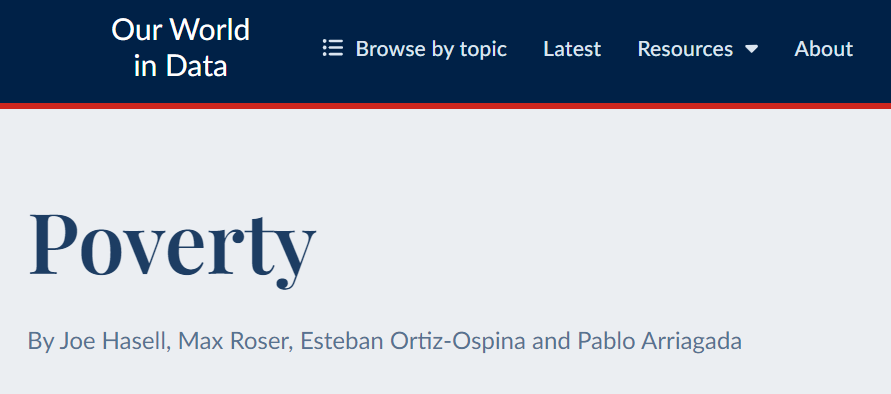 Our World
in Data
Browse by topic
Latest
Resources
About
Poverty
By Joe Hasell, Max Roser, Esteban Ortiz-Ospina and Pablo Arriagada